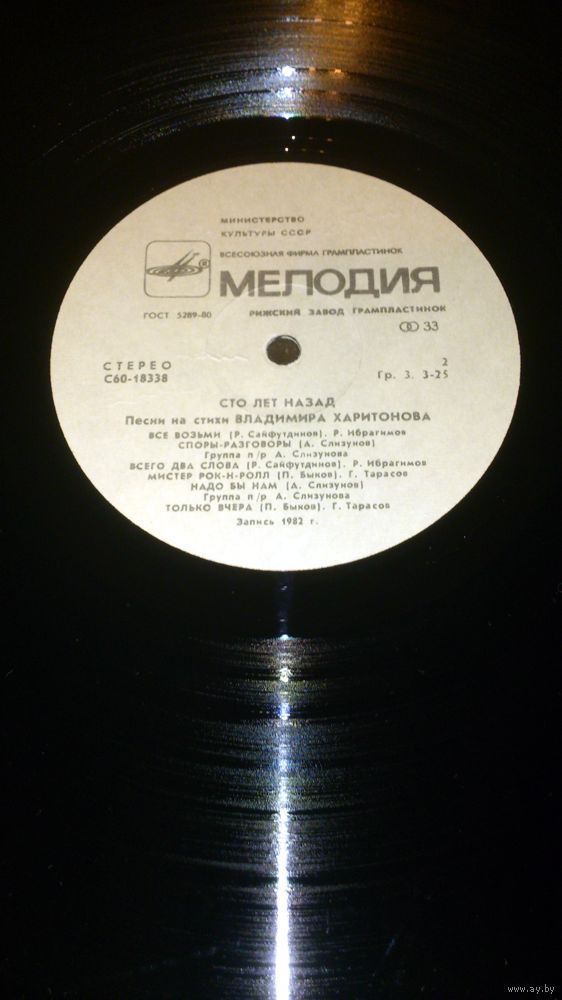 МИНИСТЕРСТВО
КУЛЬТУРЫ СССР
ВСЕСОЮЗНАЯ ФИРМА ГРАМПЛАСТИНОК
®
МЕЛОДИЯ
ГОСТ 5289-80 РИЖСКИЙ ЗАВОД ГРАМПЛАСТИНОК
33
СТЕРЕО 2
С60-18338 Гр. 3. 3-25
СТО ЛЕТ НАЗАД
Песни на стихи ВЛАДИМИРА ХАРИТОНОВА
ВСЕ ВОЗЬМИ (Р. Сайфутдинов). Р. Ибрагимов
СПОРЫ-РАЗГОВОРЫ (А. Слизунов)
Группа п/р А. Слизунова
ВСЕГО ДВА СЛОВА (Р. Сайфутдинов). Р. Ибрагимов
МИСТЕР РОК-Н-РОЛЛ (П. Быков). Г. Тарасов
НАДО БЫ НАМ (А. Слизунов)
Группа п/р А. Слизунова
ТОЛЬКО ВЧЕРА (П. Быков). Г. Тарасов
Запись 1982 г.
www.ay.by